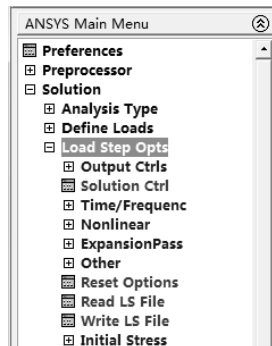 ANSYS Main Menu
Preferences
Preprocessor
Solution
Analysis Type
Define Loads
Load Step Opts
Output Ctrls
Solution Ctrl
Time/Frequenc
Nonlinear
ExpansionPass
Other
Reset Options
Read LS File
Write LS File
Initial Stress